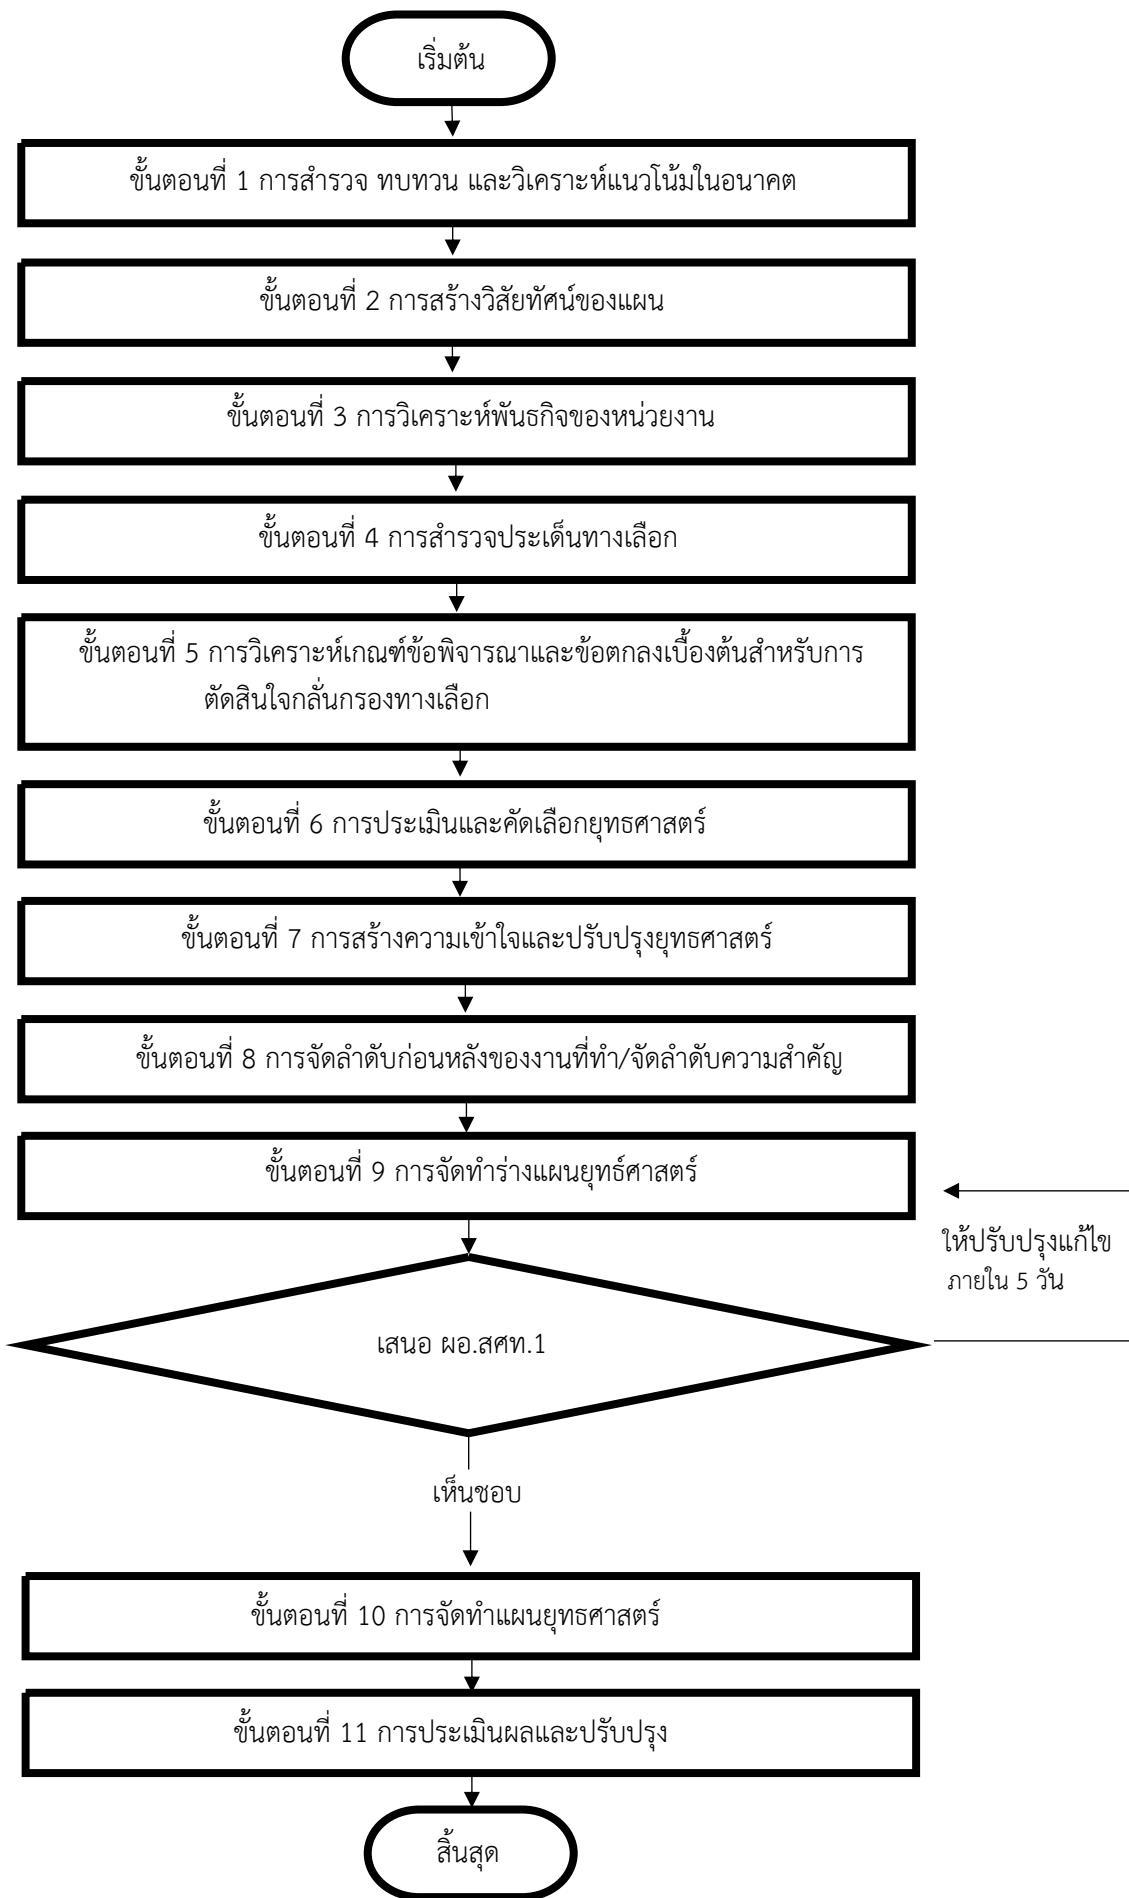 เริ่มต้น
ขั้นตอนที่ 1 การสำรวจ ทบทวน และวิเคราะห์แนวโน้มในอนาคต
ขั้นตอนที่ 2 การสร้างวิสัยทัศน์ของแผน
ขั้นตอนที่ 3 การวิเคราะห์พันธกิจของหน่วยงาน
ขั้นตอนที่ 4 การสำรวจประเด็นทางเลือก
ขั้นตอนที่ 5 การวิเคราะห์เกณฑ์ข้อพิจารณาและข้อตกลงเบื้องต้นสำหรับการ
ตัดสินใจกลั่นกรองทางเลือก
ขั้นตอนที่ 6 การประเมินและคัดเลือกยุทธศาสตร์
ขั้นตอนที่ 7 การสร้างความเข้าใจและปรับปรุงยุทธศาสตร์
ขั้นตอนที่ 8 การจัดลำดับก่อนหลังของงานที่ทำ/จัดลำดับความสำคัญ
ขั้นตอนที่ 9 การจัดทำร่างแผนยุทธ์ศาสตร์
ให้ปรับปรุงแก้ไข
ภายใน 5 วัน
เสนอ ผอ.สศท.1
เห็นชอบ
ขั้นตอนที่ 10 การจัดทำแผนยุทธศาสตร์
ขั้นตอนที่ 11 การประเมินผลและปรับปรุง
สิ้นสุด